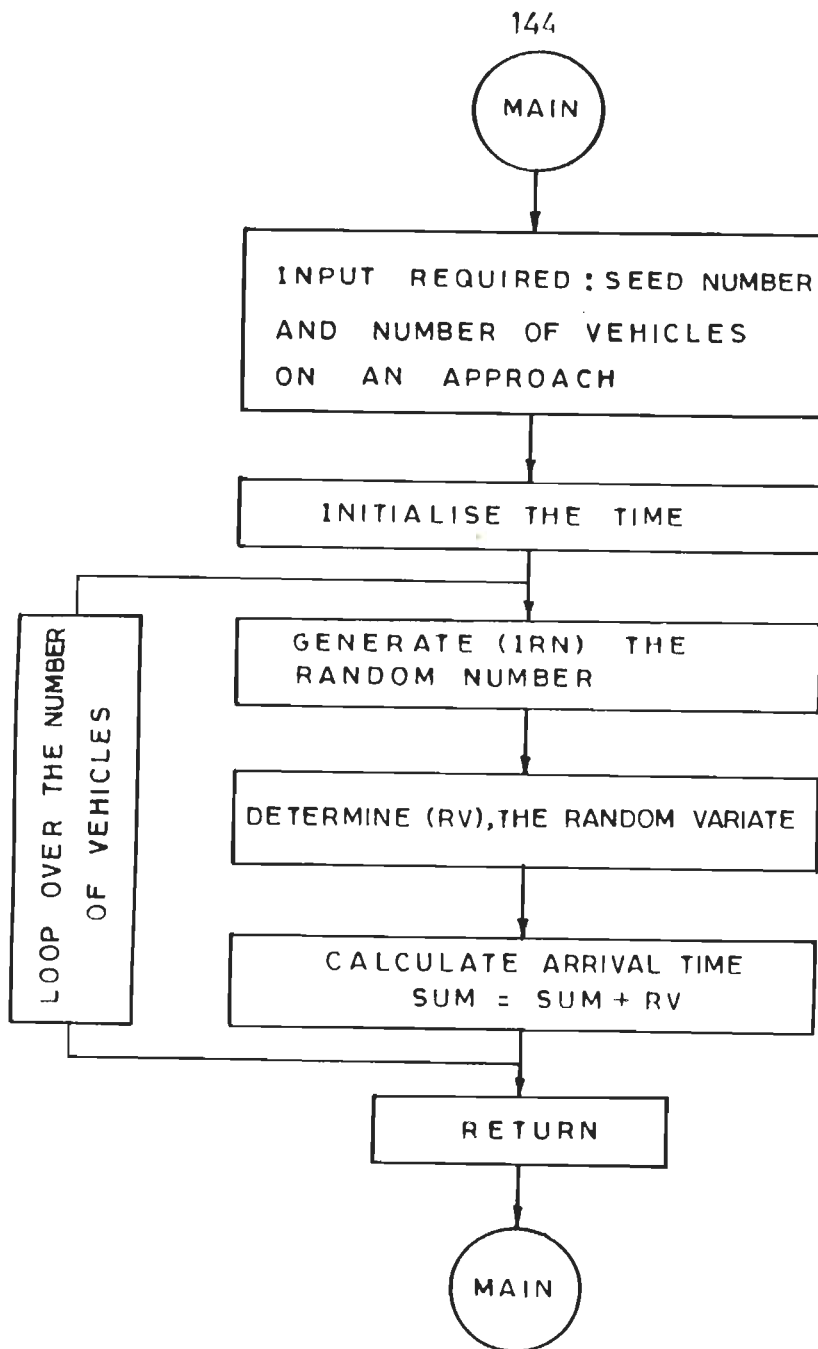 144
MAIN
INPUT REQUIRED : SEED NUMBER
AND NUMBER OF VEHICLES
ON AN APPROACH
INITIALISE THE TIME
GENERATE (IRN) THE
RANDOM NUMBER
DETERMINE (RV), THE RANDOM VARIATE
CALCULATE ARRIVAL TIME
SUM = SUM + RV
LOOP OVER THE NUMBER
OF VEHICLES
RETURN
MAIN